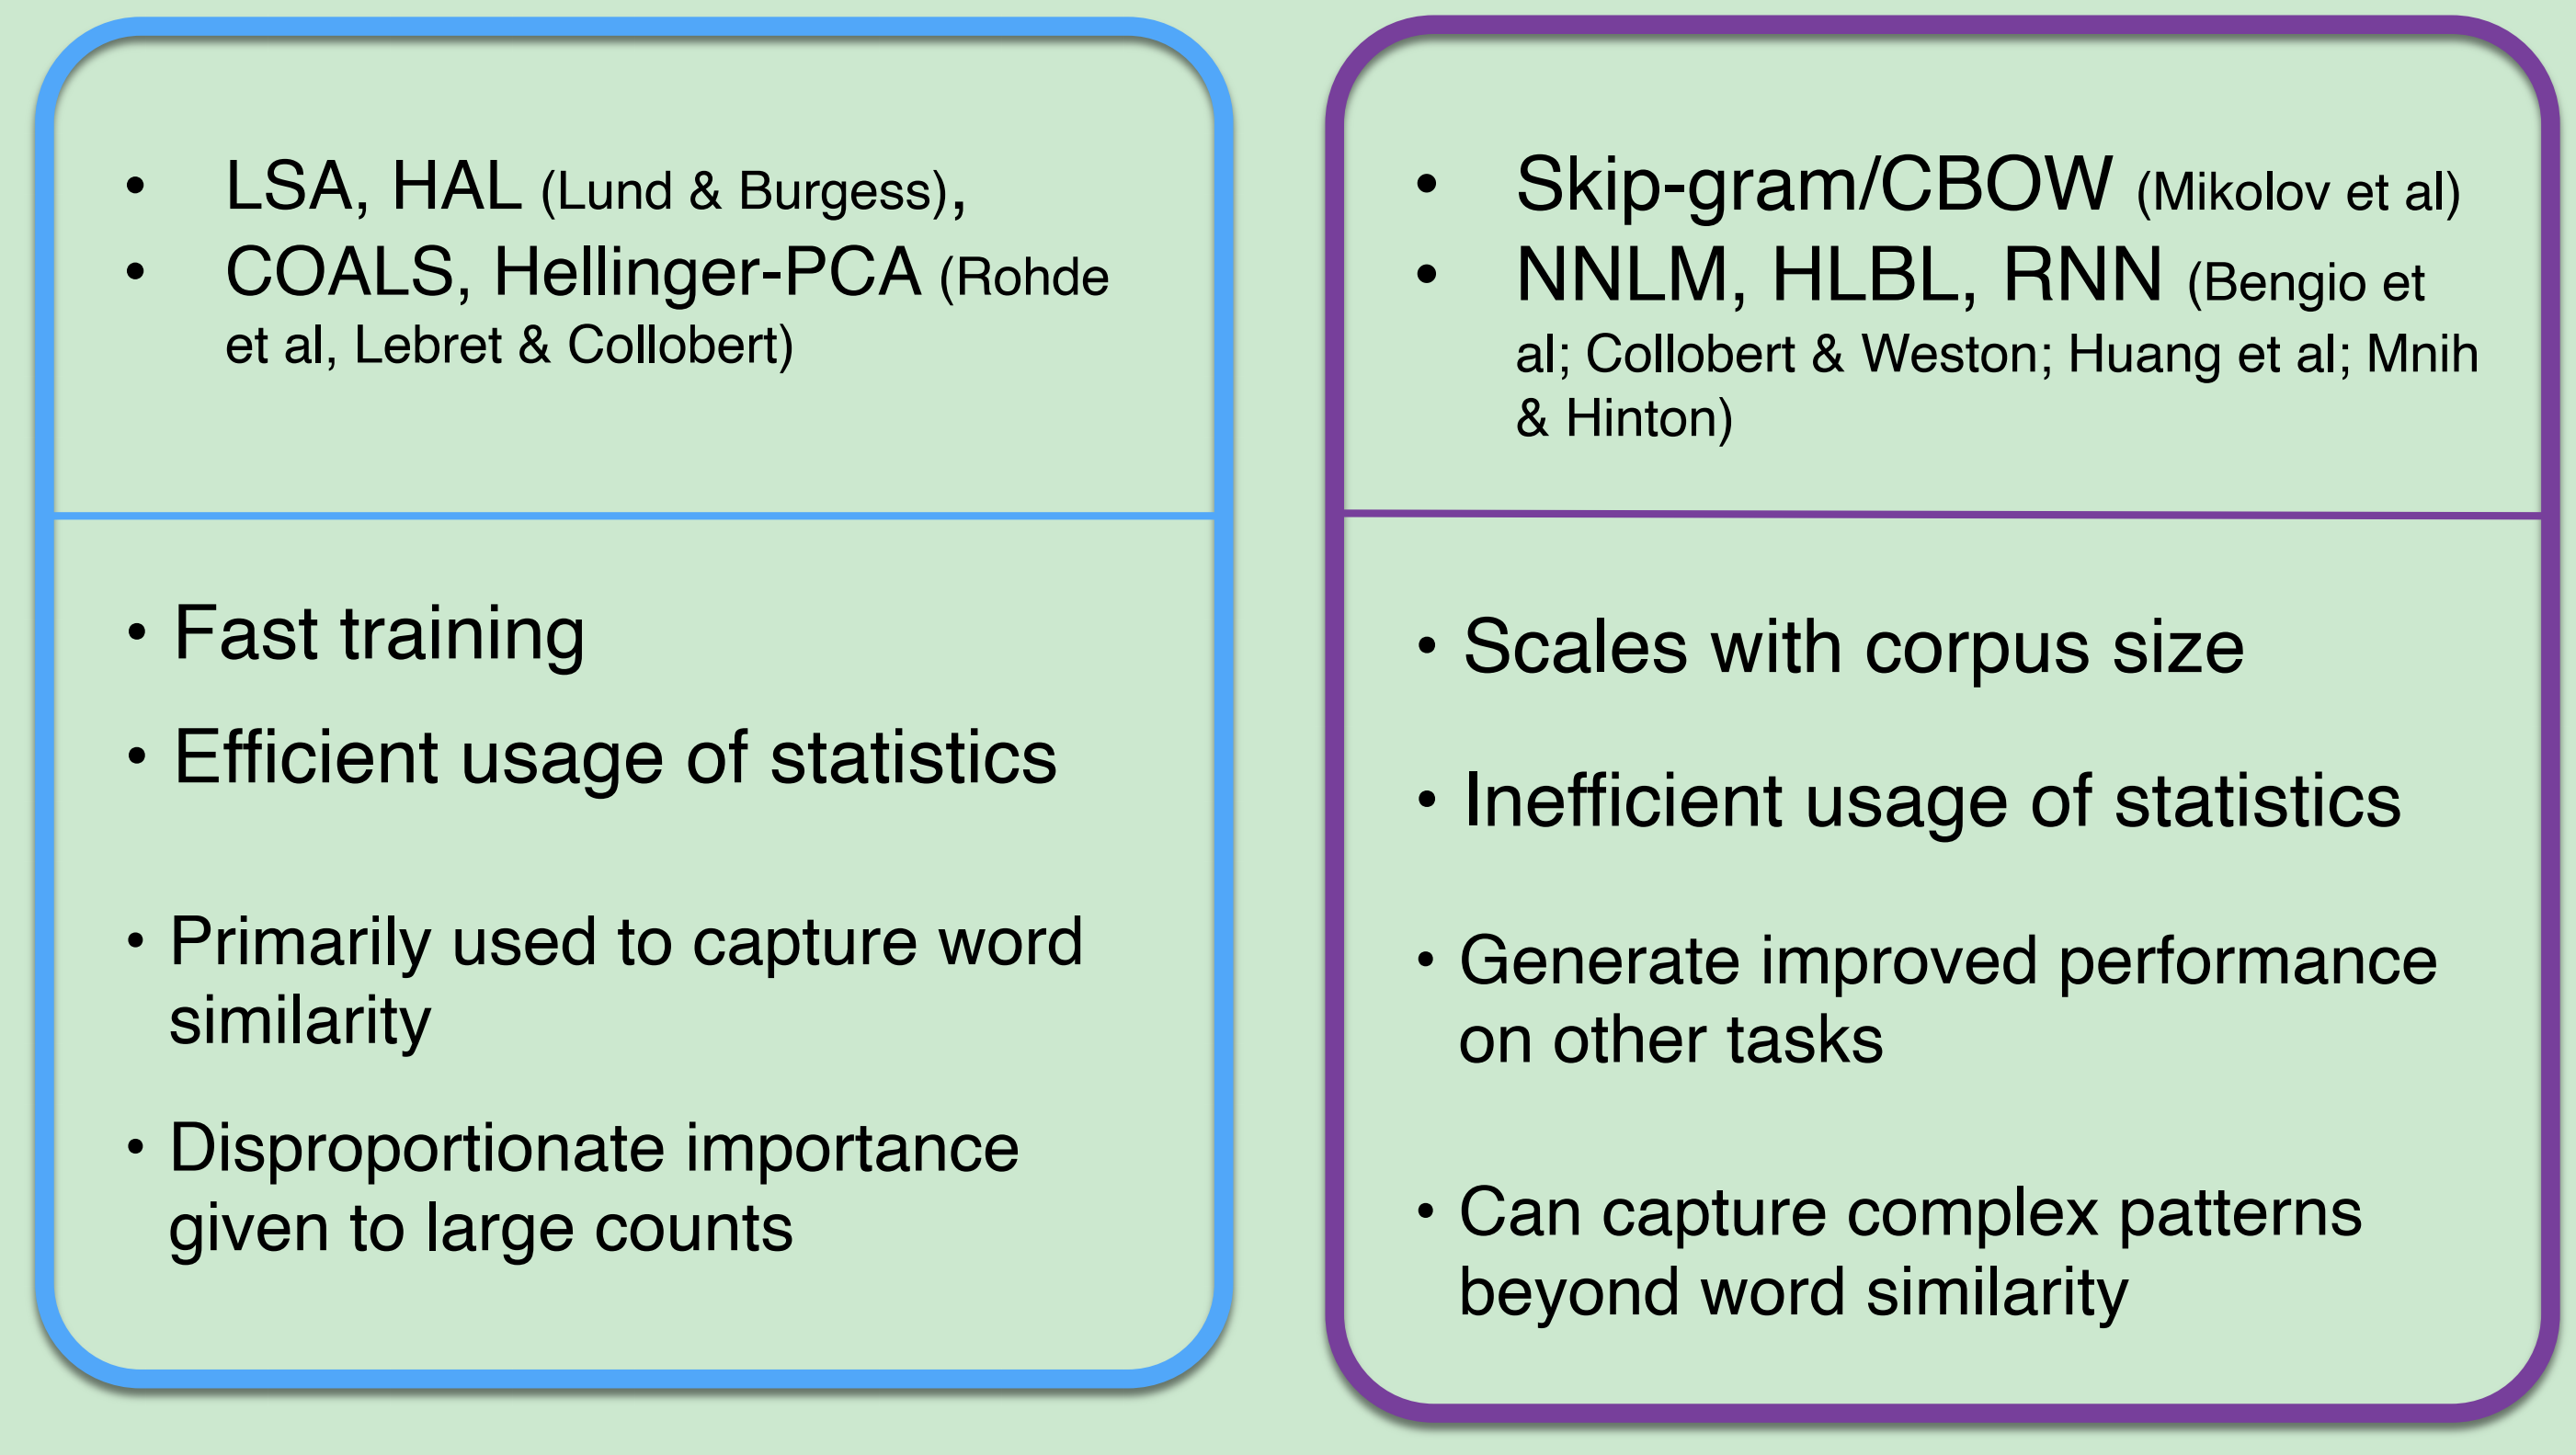 • LSA, HAL (Lund & Burgess),
• COALS, Hellinger-PCA (Rohde
et al, Lebret & Collobert)
• Fast training
• Efficient usage of statistics
• Primarily used to capture word
similarity
• Disproportionate importance
given to large counts
• Skip-gram/CBOW (Mikolov et al)
• NNLM, HLBL, RNN (Bengio et
al; Collobert & Weston; Huang et al; Mnih
& Hinton)
• Scales with corpus size
• Inefficient usage of statistics
• Generate improved performance
on other tasks
• Can capture complex patterns
beyond word similarity